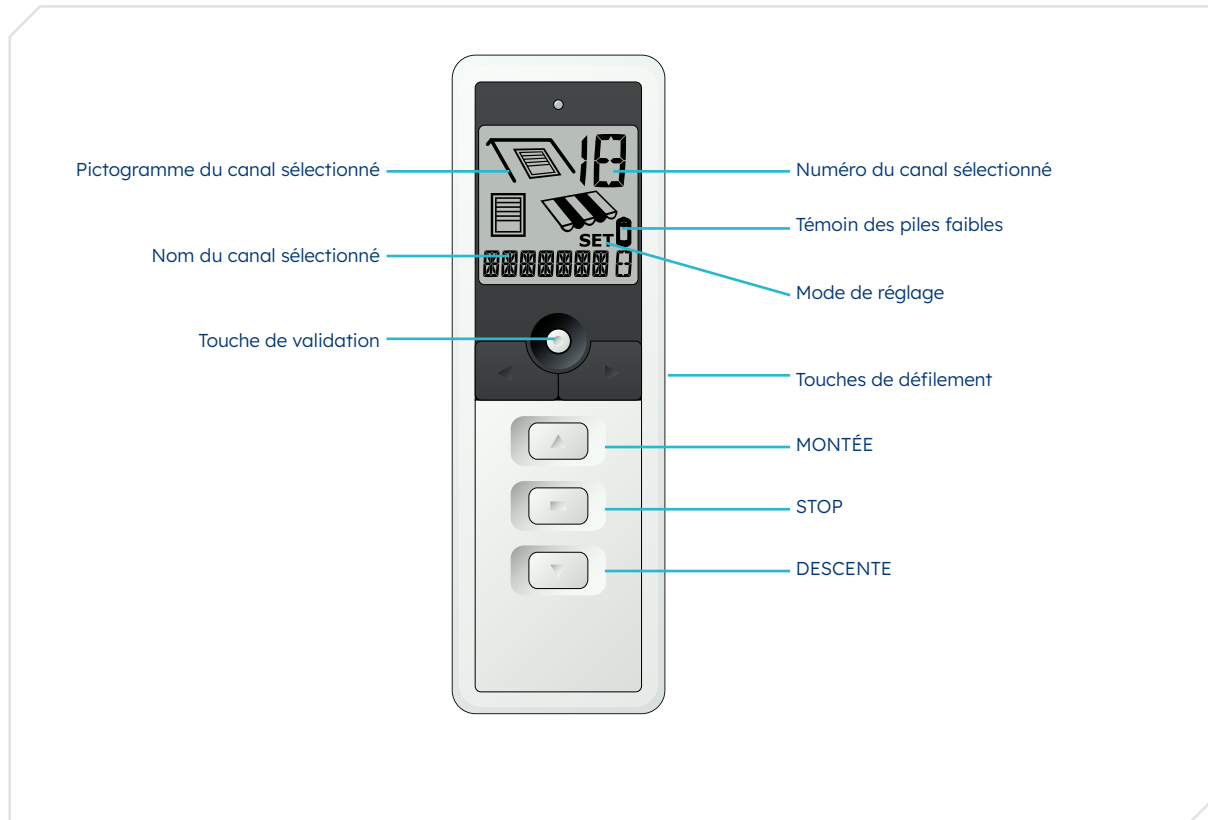 Pictogramme du canal sélectionné
Numéro du canal sélectionné
18
Témoin des piles faibles
SET
Nom du canal sélectionné
Mode de réglage
Touche de validation
Touches de défilement
MONTÉE
STOP
DESCENTE